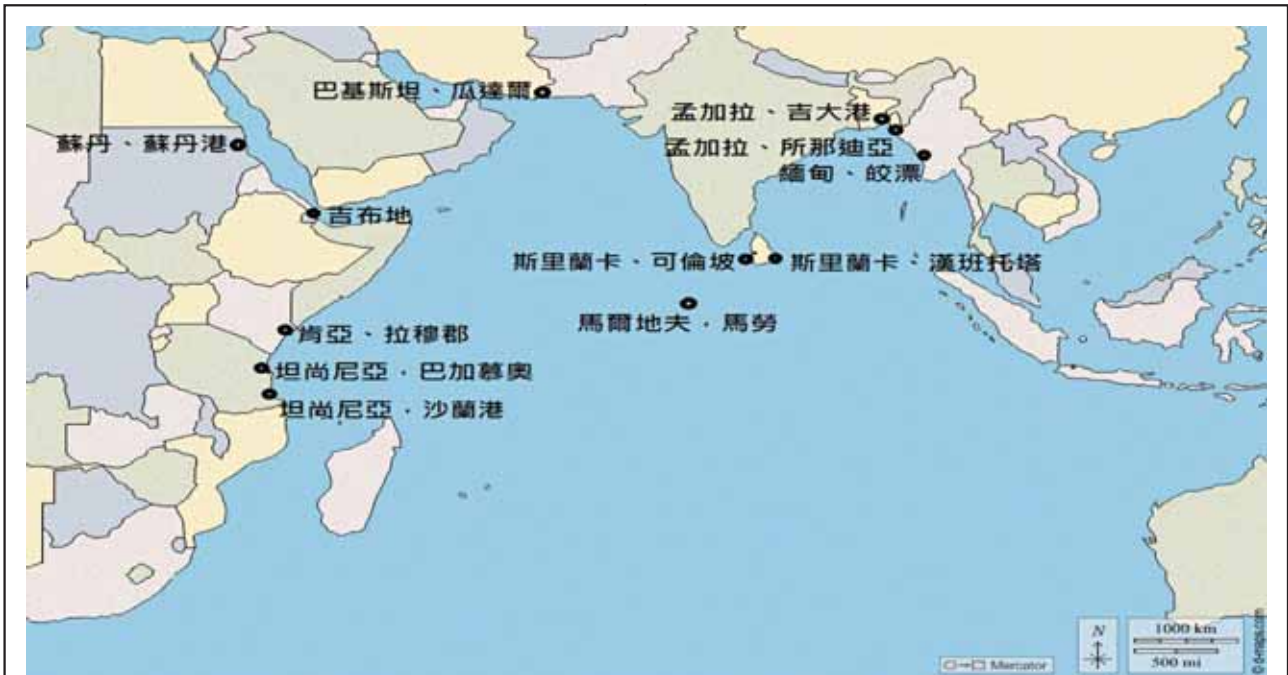 巴基斯坦、瓜達爾
孟加拉、吉大港
蘇丹、蘇丹港
孟加拉、所那迪亞
緬甸、皎漂
吉布地
斯里蘭卡、可倫坡
斯里蘭卡、漢班托塔
馬爾地夫．馬勞
肯亞、拉穆郡
坦尚尼亞．巴加慕奧
坦尚尼亞．沙蘭港
N
1000 km
500 mi
Mercator
© d-maps.com